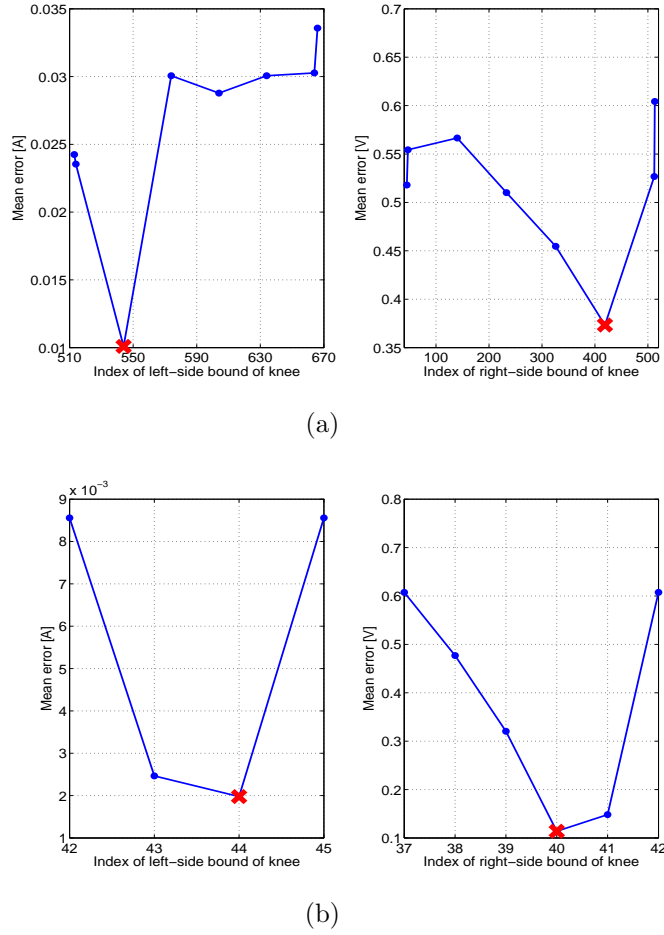 0.035
0.03
0.025
0.02
0.015
0.01
510 550 590 630 670
Mean error [A]
Index of left−side bound of knee
0.7
0.65
0.6
0.55
0.5
0.45
0.4
0.35
100 200 300 400 500
Mean error [V]
Index of right−side bound of knee
(a)
x 10−3
9
8
7
6
5
4
3
2
1
42 43 44 45
Mean error [A]
Index of left−side bound of knee
0.8
0.7
0.6
0.5
0.4
0.3
0.2
0.1
37 38 39 40 41 42
Mean error [V]
Index of right−side bound of knee
(b)